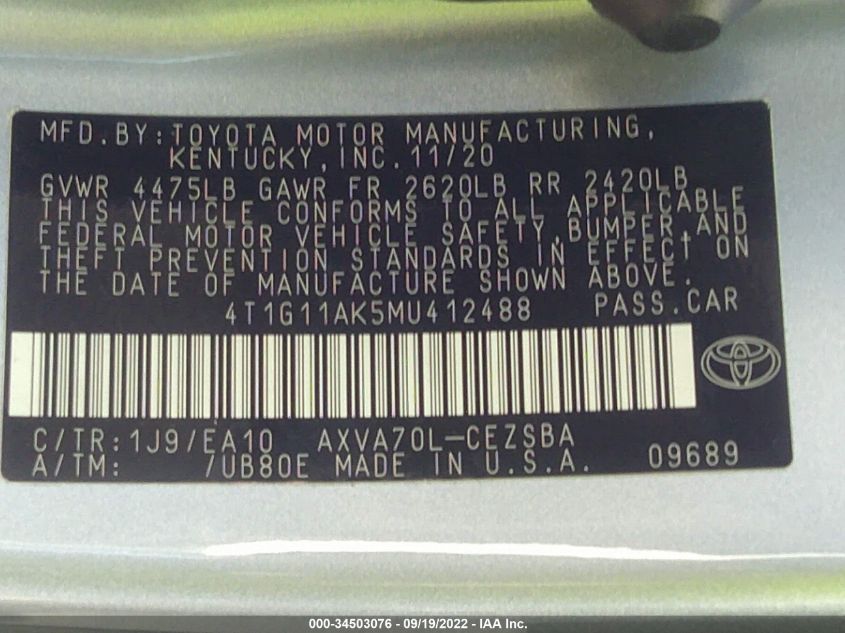 MFD.BY:TOYOTA MOTOR MANUFACTURING,
KENTUCKY,INC.11/20
GVWR 4475LB GAWR FR 2620LB RR 2420LB
THIS VEHICLE CONFORMS TO ALL APPLICABLE
FEDERAL MOTOR VEHICLE SAFETY,BUMPER,AND
THEFT PREVENTION STANDARDS IN EFFECT ON
THE DATE OF MANUFACTURE SHOWN ABOVE.
4T1G11AK5MU412488 PASS.CAR
C/TR:1J9/EA10 AXVA70L-CEZSBA
A/TM: /UB80E MADE IN U.S.A. 09689
000-34503076 - 09/19/2022 - IAA Inc.